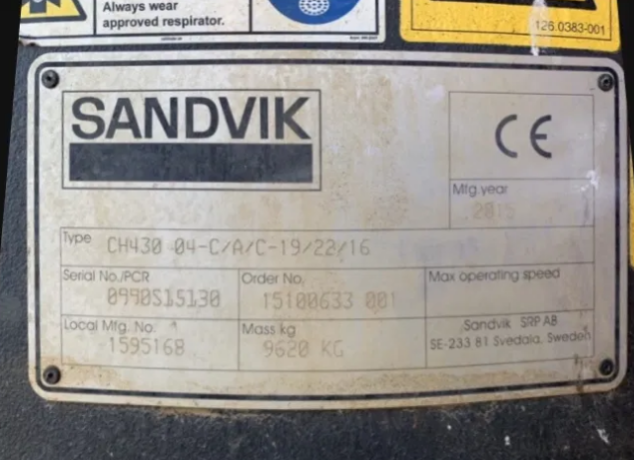 Always wear
approved respirator.
126.0383-001
SANDVIK
CE
Mfg.year
2015
Type CH430 04-C/A/C-19/22/16
Serial No./PCR
0990S15130
Order No.
15100633 001
Max operating speed
Local Mfg. No.
1595168
Mass kg
9620 KG
Sandvik SRP AB
SE-233 81 Svedala, Sweden